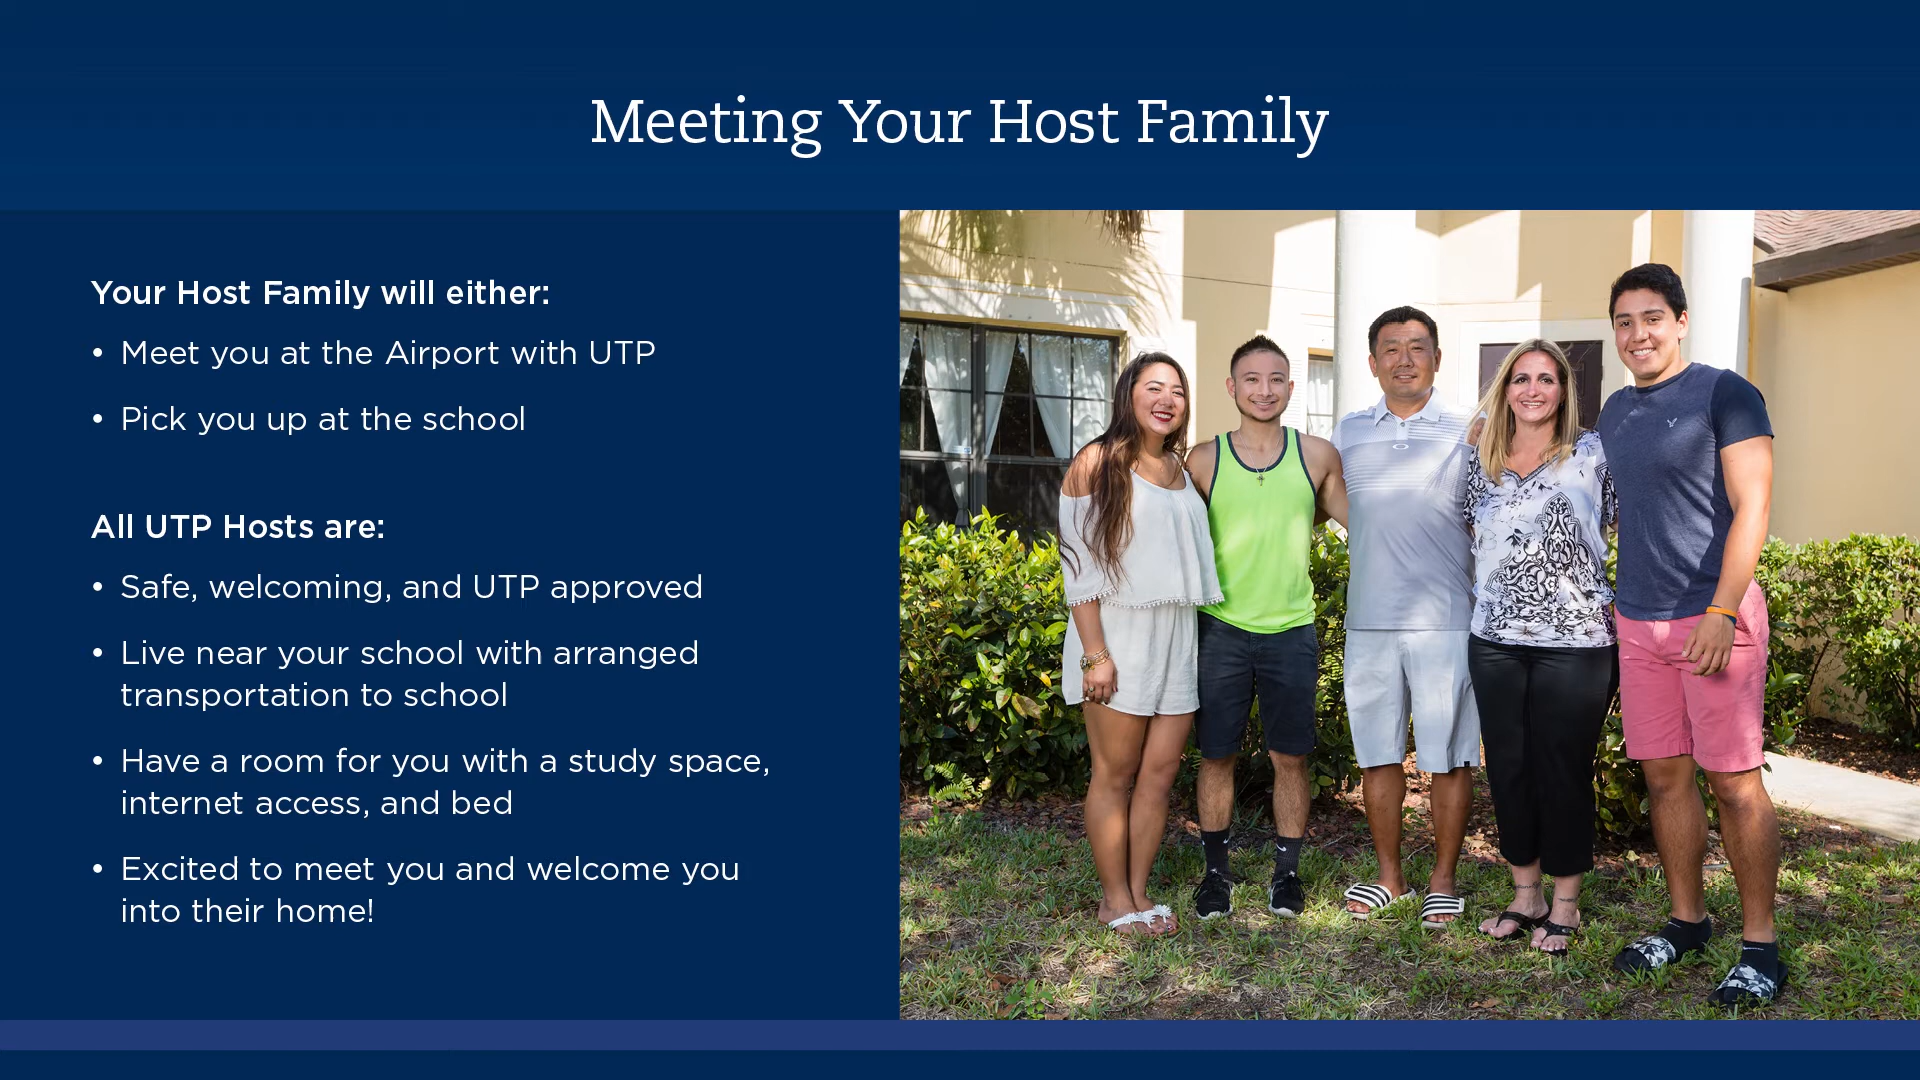 Meeting Your Host Family
Your Host Family will either:
• Meet you at the Airport with UTP
• Pick you up at the school
All UTP Hosts are:
• Safe, welcoming, and UTP approved
• Live near your school with arranged
transportation to school
• Have a room for you with a study space,
internet access, and bed
• Excited to meet you and welcome you
into their home!